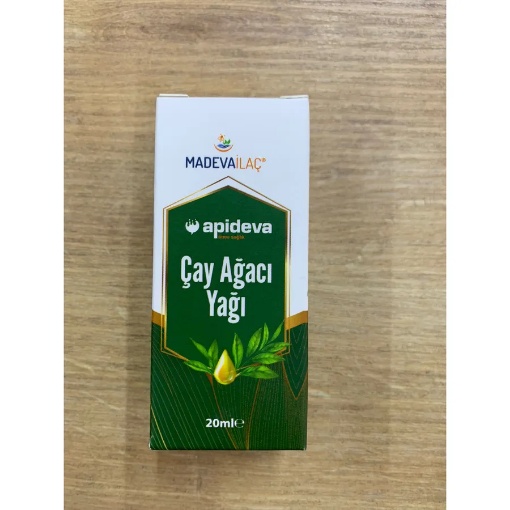 MADEVAİLAÇ®
apideva
Çay Ağacı
Yağı
20ml℮